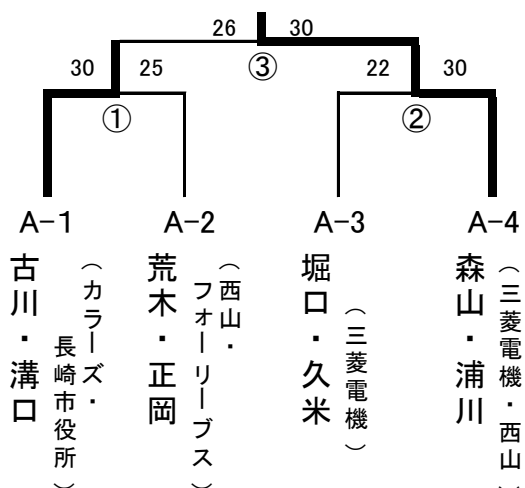 26 30
③
30 25 22 30
① ②
A-1 A-2 A-3 A-4
古川・溝口
（カラーズ・
長崎市役所）
荒木・正岡
（西山・
フォーリーブス）
堀口・久米
（三菱電機）
森山・浦川
（三菱電機・西山）